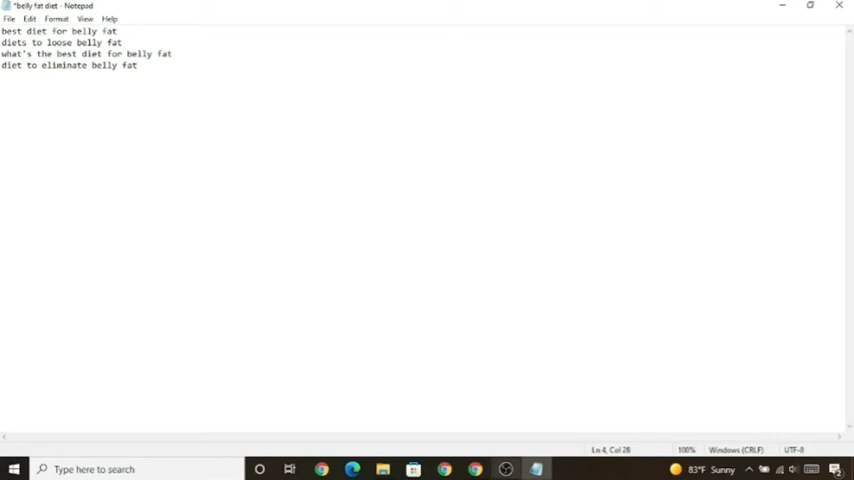 *belly fat diet - Notepad
File Edit Format View Help
best diet for belly fat
diets to loose belly fat
what's the best diet for belly fat
diet to eliminate belly fat
Ln 4, Col 28 100% Windows (CRLF) UTF-8
Type here to search 83°F Sunny 2